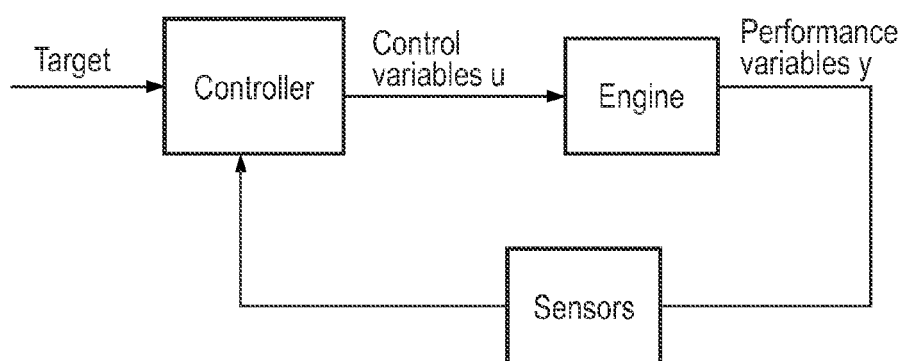 Target
Controller
Control
variables u
Engine
Performance
variables y
Sensors